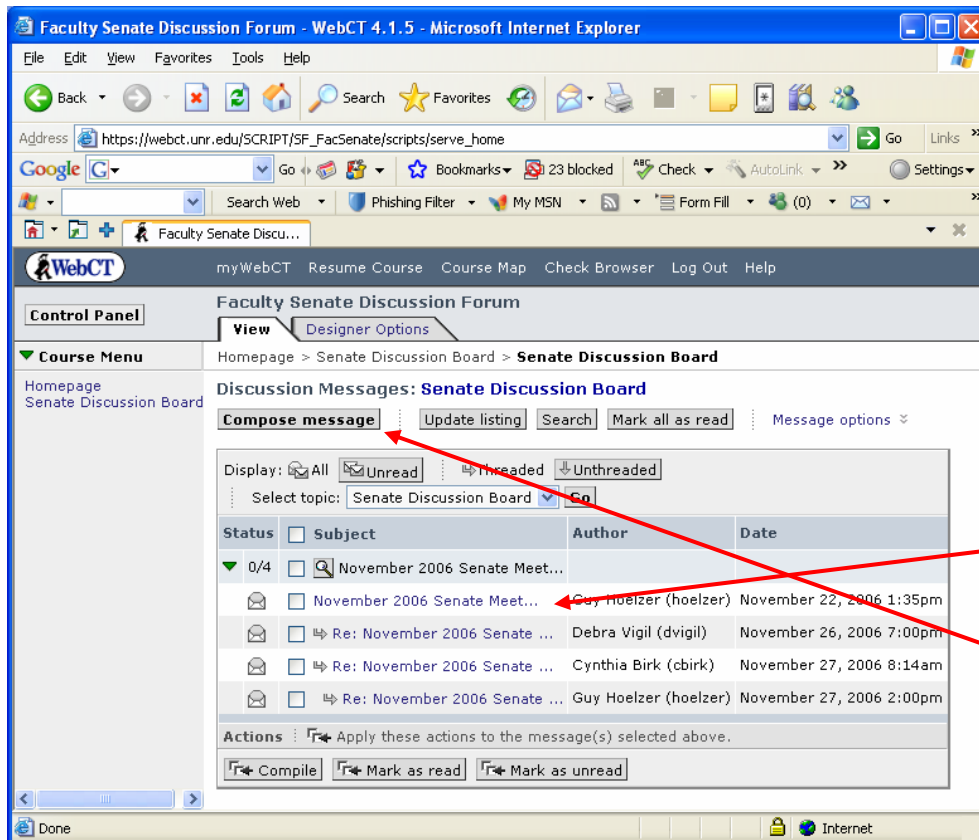 Faculty Senate Discussion Forum - WebCT 4.1.5 - Microsoft Internet Explorer
File Edit View Favorites Tools Help
Back Search Favorites
Address https://webct.unr.edu/SCRIPT/SF_FacSenate/scripts/serve_home Go Links »
Google G Go Bookmarks 23 blocked ABC Check AutoLink » Settings
Search Web Phishing Filter My MSN Form Fill (0) »
Faculty Senate Discu...
WebCT myWebCT Resume Course Course Map Check Browser Log Out Help
Control Panel
Faculty Senate Discussion Forum
View Designer Options
Course Menu
Homepage > Senate Discussion Board > Senate Discussion Board
Homepage
Senate Discussion Board
Discussion Messages: Senate Discussion Board
Compose message Update listing Search Mark all as read Message options
Display: All Unread Threaded Unthreaded
Select topic: Senate Discussion Board Go
Status Subject Author Date
0/4 November 2006 Senate Meet...
November 2006 Senate Meet... Guy Hoelzer (hoelzer) November 22, 2006 1:35pm
Re: November 2006 Senate ... Debra Vigil (dvigil) November 26, 2006 7:00pm
Re: November 2006 Senate ... Cynthia Birk (cbirk) November 27, 2006 8:14am
Re: November 2006 Senate ... Guy Hoelzer (hoelzer) November 27, 2006 2:00pm
Actions Apply these actions to the message(s) selected above.
Compile Mark as read Mark as unread
Done Internet